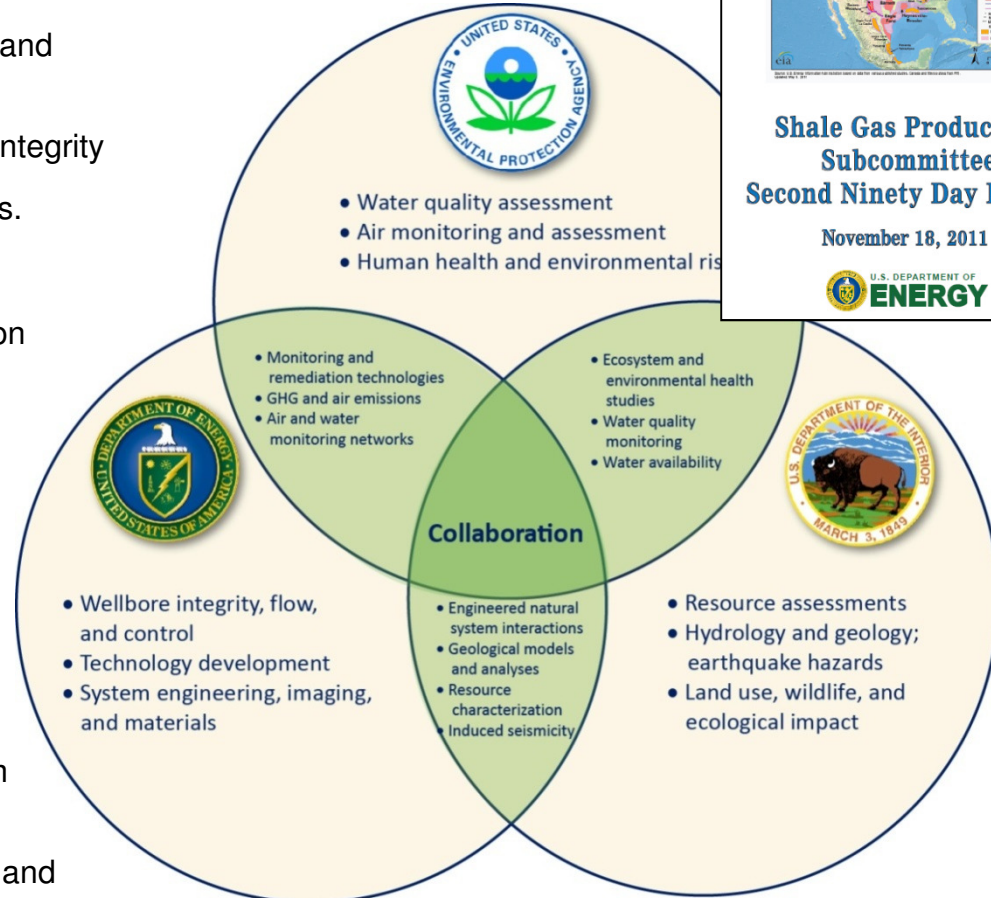 and
ntegrity
s.
on
n
and
UNITED STATES
ENVIRONMENTAL PROTECTION AGENCY
• Water quality assessment
• Air monitoring and assessment
• Human health and environmental ris
eia
Shale Gas Produc
Subcommittee
Second Ninety Day
November 18, 2011
U.S. DEPARTMENT OF
ENERGY
• Monitoring and
remediation technologies
• GHG and air emissions
• Air and water
monitoring networks
• Ecosystem and
environmental health
studies
• Water quality
monitoring
• Water availability
DEPARTMENT OF ENERGY
UNITED STATES OF AMERICA
U.S. DEPARTMENT OF THE INTERIOR
MARCH 3, 1849
Collaboration
• Wellbore integrity, flow,
and control
• Technology development
• System engineering, imaging,
and materials
• Engineered natural
system interactions
• Geological models
and analyses
• Resource
characterization
• Induced seismicity
• Resource assessments
• Hydrology and geology;
earthquake hazards
• Land use, wildlife, and
ecological impact